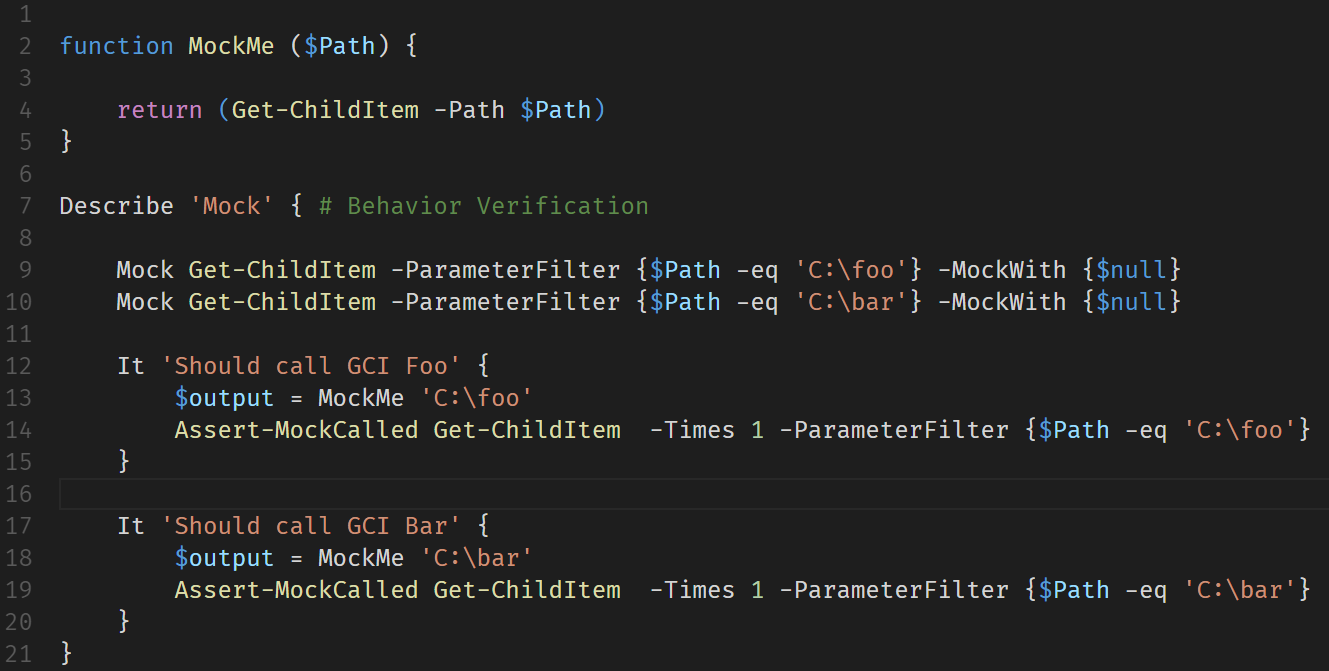 1
2 function MockMe ($Path) {
3
4     return (Get-ChildItem -Path $Path)
5 }
6
7 Describe 'Mock' { # Behavior Verification
8
9     Mock Get-ChildItem -ParameterFilter {$Path -eq 'C:\foo'} -MockWith {$null}
10     Mock Get-ChildItem -ParameterFilter {$Path -eq 'C:\bar'} -MockWith {$null}
11
12     It 'Should call GCI Foo' {
13         $output = MockMe 'C:\foo'
14         Assert-MockCalled Get-ChildItem  -Times 1 -ParameterFilter {$Path -eq 'C:\foo'}
15     }
16
17     It 'Should call GCI Bar' {
18         $output = MockMe 'C:\bar'
19         Assert-MockCalled Get-ChildItem  -Times 1 -ParameterFilter {$Path -eq 'C:\bar'}
20     }
21 }